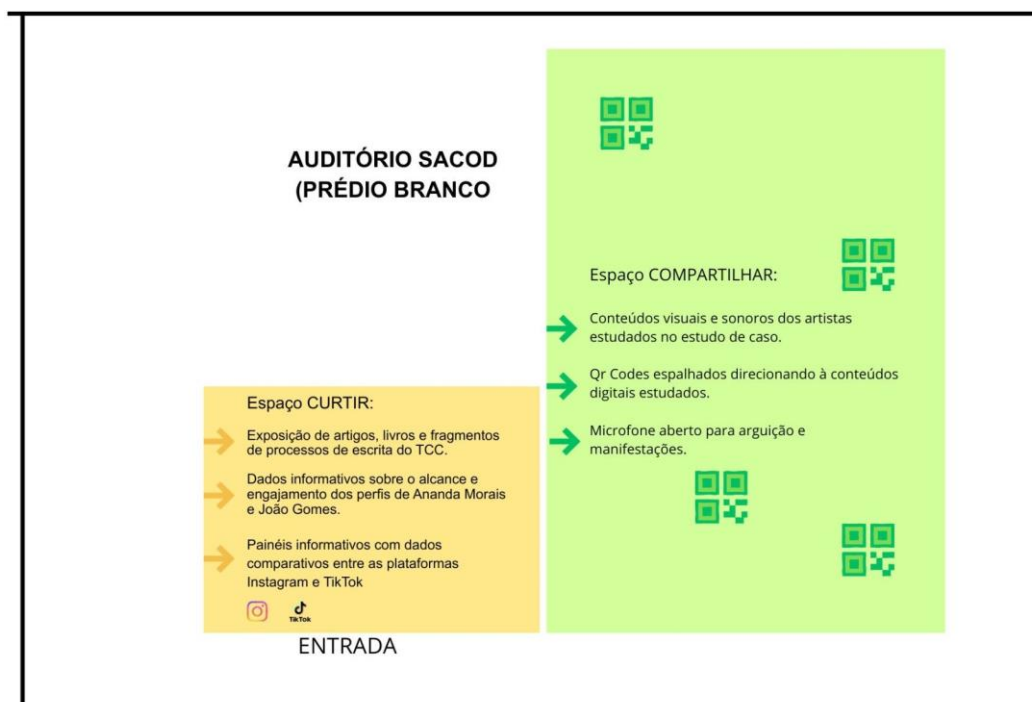 AUDITÓRIO SACOD
(PRÉDIO BRANCO
Espaço CURTIR:
Exposição de artigos, livros e fragmentos
de processos de escrita do TCC.
Dados informativos sobre o alcance e
engajamento dos perfis de Ananda Morais
e João Gomes.
Painéis informativos com dados
comparativos entre as plataformas
Instagram e TikTok
TikTok
ENTRADA
Espaço COMPARTILHAR:
Conteúdos visuais e sonoros dos artistas
estudados no estudo de caso.
Qr Codes espalhados direcionando à conteúdos
digitais estudados.
Microfone aberto para arguição e
manifestações.